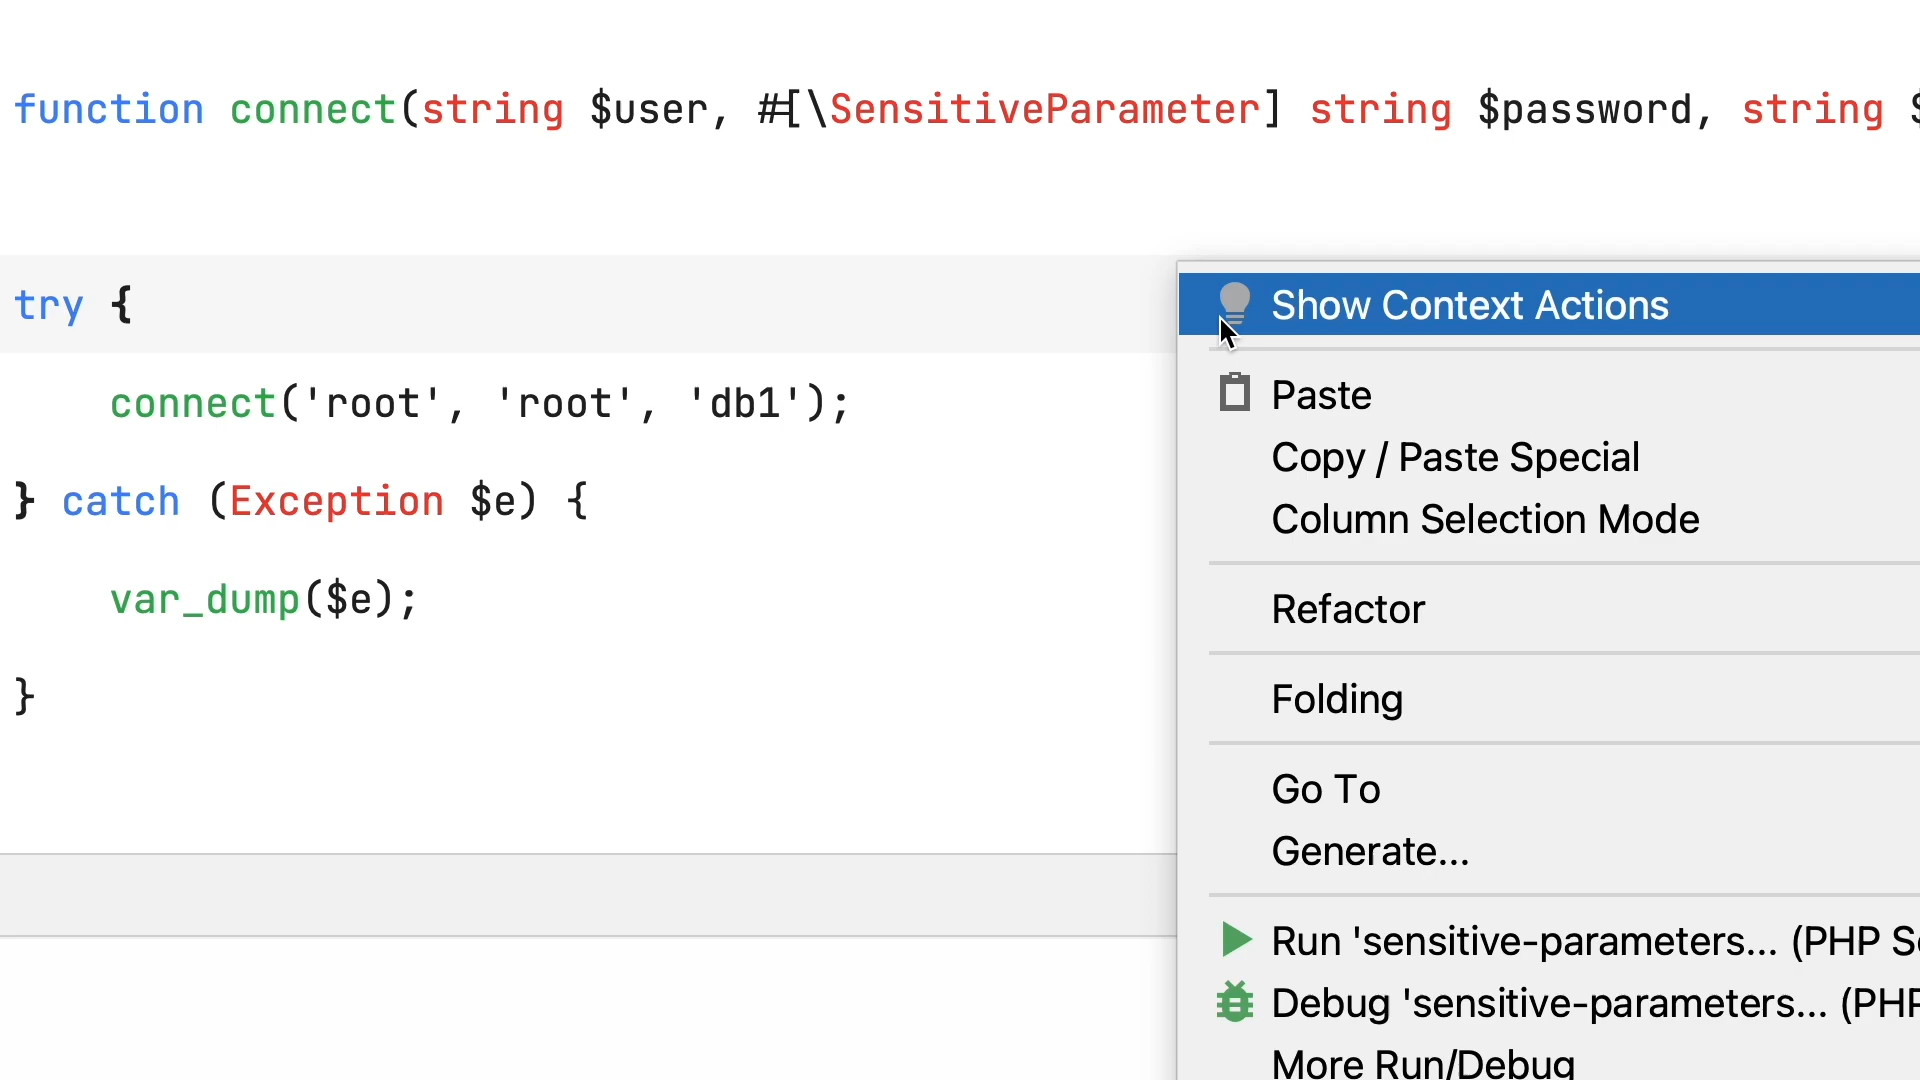 function connect(string $user, #[\SensitiveParameter] string $password, string $
try {
connect('root', 'root', 'db1');
} catch (Exception $e) {
var_dump($e);
}
Show Context Actions
Paste
Copy / Paste Special
Column Selection Mode
Refactor
Folding
Go To
Generate...
Run 'sensitive-parameters... (PHP
Debug 'sensitive-parameters... (PHP
More Run/Debug